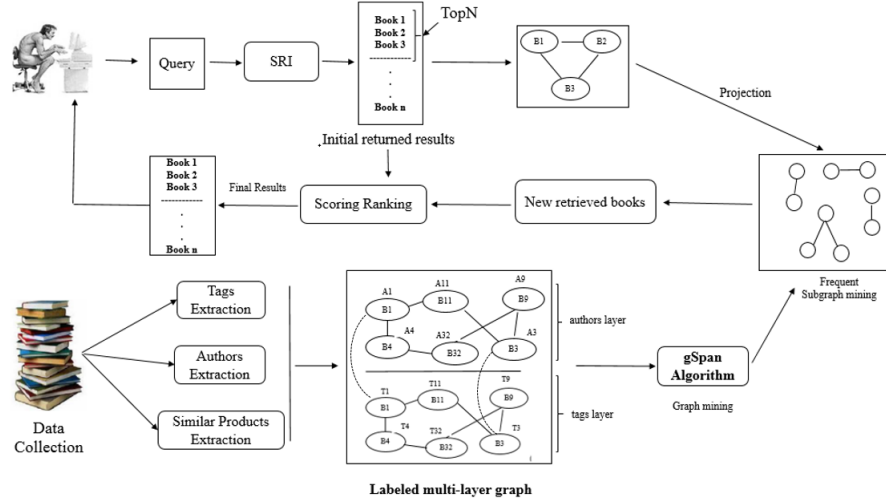 Query
SRI
Book 1
Book 2
Book 3
.
.
.
Book n
TopN
Initial returned results
B1
B2
B3
Projection
Book 1
Book 2
Book 3
.
.
.
Book n
Final Results
Scoring Ranking
New retrieved books
Frequent
Subgraph mining
Data
Collection
Tags
Extraction
Authors
Extraction
Similar Products
Extraction
A1
A11
A9
B1
B11
B9
A4
A32
A3
B4
B32
B3
authors layer
T1
T11
T9
B1
B11
B9
T4
T32
T3
B4
B32
B3
tags layer
gSpan
Algorithm
Graph mining
Labeled multi-layer graph